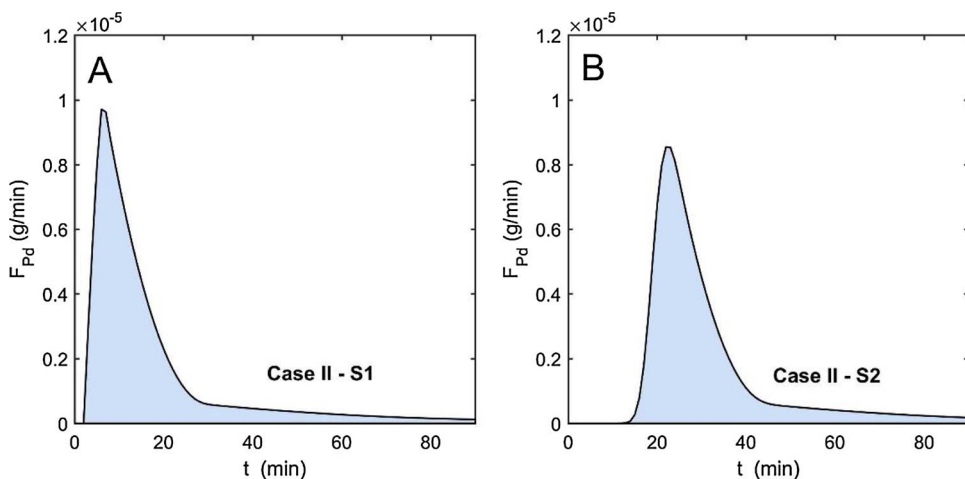 ×10⁻⁵
1.2
A
1
0.8
F_Pd (g/min)
0.6
0.4
0.2
Case II - S1
0
0 20 40 60 80
t (min)
×10⁻⁵
1.2
B
1
0.8
F_Pd (g/min)
0.6
0.4
0.2
Case II - S2
0
0 20 40 60 80
t (min)